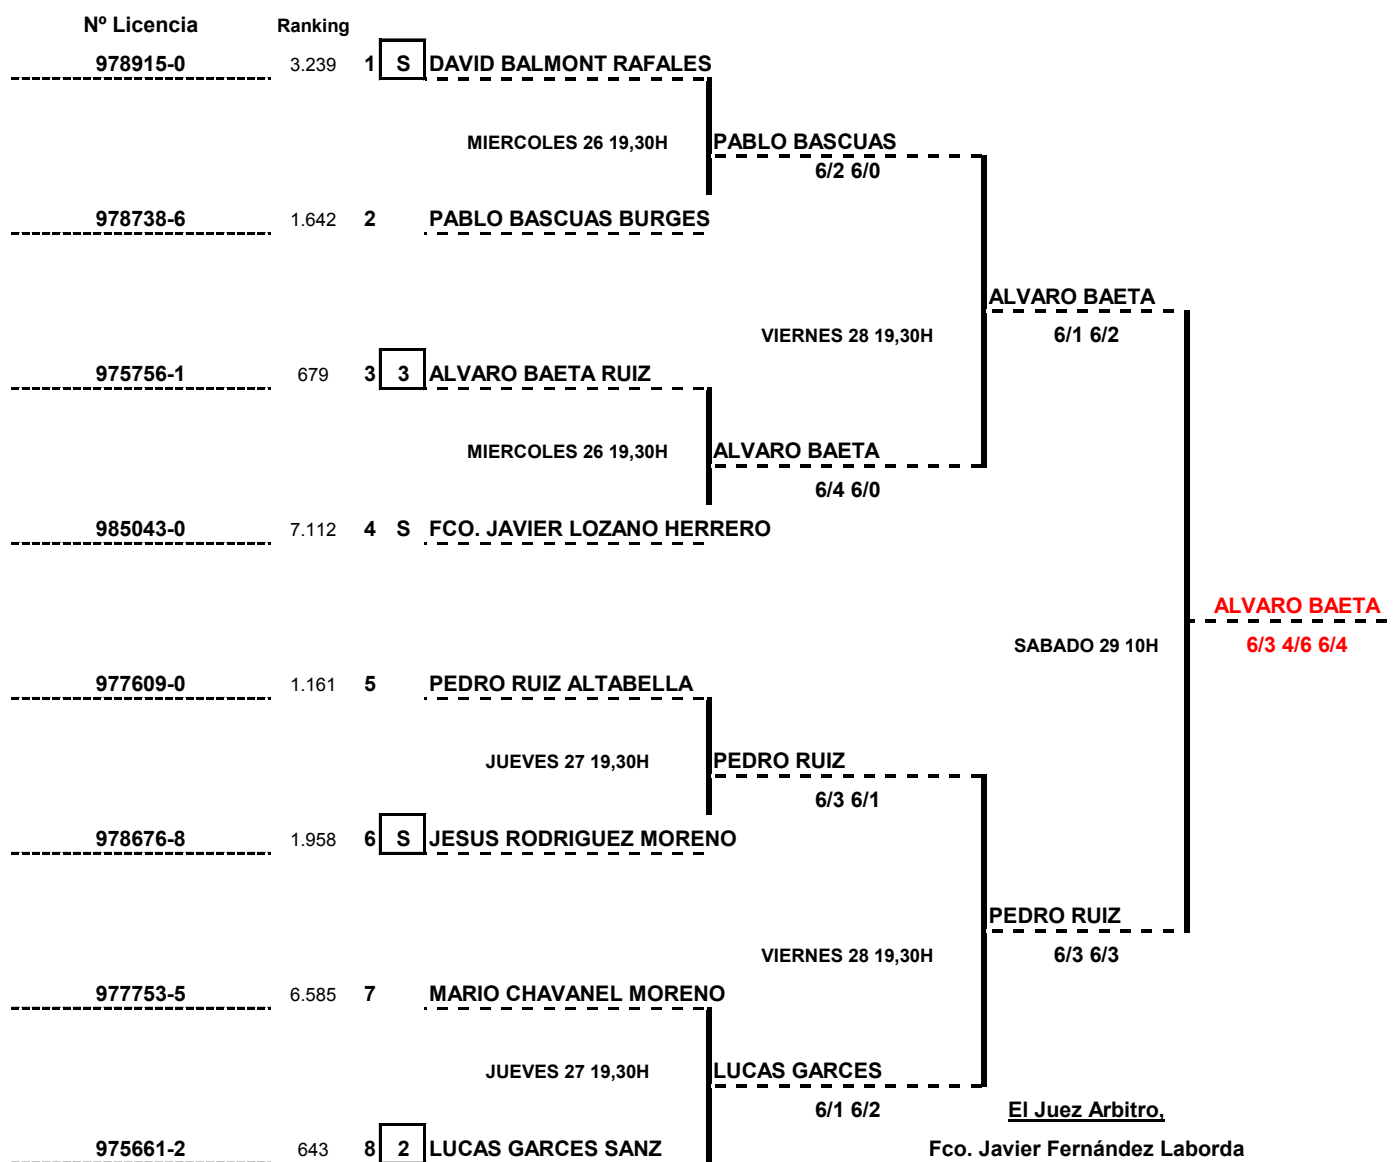 Nº Licencia Ranking
978915-0 3.239 1 S DAVID BALMONT RAFALES
MIERCOLES 26 19,30H PABLO BASCUAS
6/2 6/0
978738-6 1.642 2 PABLO BASCUAS BURGES
ALVARO BAETA
VIERNES 28 19,30H 6/1 6/2
975756-1 679 3 3 ALVARO BAETA RUIZ
MIERCOLES 26 19,30H ALVARO BAETA
6/4 6/0
985043-0 7.112 4 S FCO. JAVIER LOZANO HERRERO
ALVARO BAETA
SABADO 29 10H 6/3 4/6 6/4
977609-0 1.161 5 PEDRO RUIZ ALTABELLA
JUEVES 27 19,30H PEDRO RUIZ
6/3 6/1
978676-8 1.958 6 S JESUS RODRIGUEZ MORENO
PEDRO RUIZ
VIERNES 28 19,30H 6/3 6/3
977753-5 6.585 7 MARIO CHAVANEL MORENO
JUEVES 27 19,30H LUCAS GARCES
6/1 6/2 El Juez Arbitro,
975661-2 643 8 2 LUCAS GARCES SANZ Fco. Javier Fernández Laborda